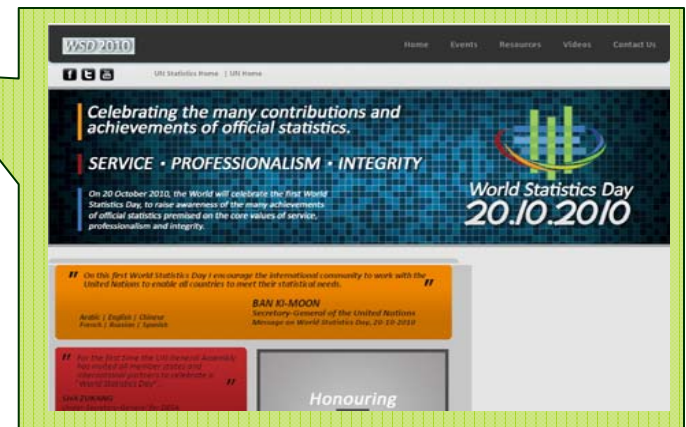 WSD 2010
Home Events Resources Videos Contact Us
UN Statistics Home | UN Home
Celebrating the many contributions and
achievements of official statistics.
SERVICE • PROFESSIONALISM • INTEGRITY
On 20 October 2010, the World will celebrate the first World
Statistics Day, to raise awareness of the many achievements
of official statistics premised on the core values of service,
professionalism and integrity.
World Statistics Day
20.10.2010
" On this first World Statistics Day I encourage the international community to work with the
United Nations to enable all countries to meet their statistical needs. "
BAN KI-MOON
Secretary-General of the United Nations
Message on World Statistics Day, 20-10-2010
Arabic | English | Chinese
French | Russian | Spanish
" For the first time the UN General Assembly
has invited all member states and
international partners to celebrate a
"World Statistics Day". "
SHA ZUKANG
Under-Secretary-General for DESA
Honouring